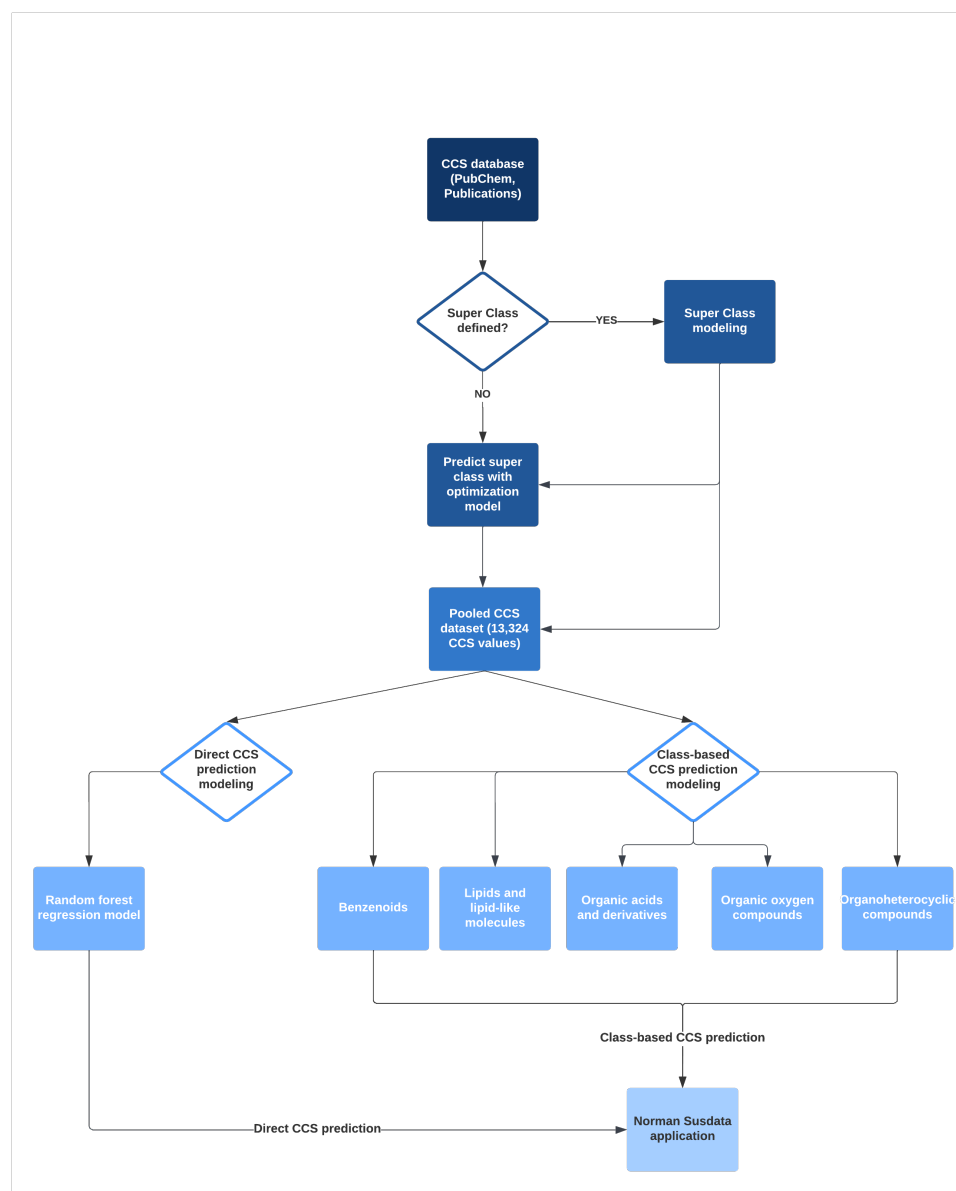 CCS database
(PubChem,
Publications)
Super Class
defined?
YES
Super Class
modeling
NO
Predict super
class with
optimization
model
Pooled CCS
dataset (13,324
CCS values)
Direct CCS
prediction
modeling
Class-based
CCS prediction
modeling
Random forest
regression model
Benzenoids
Lipids and
lipid-like
molecules
Organic acids
and derivatives
Organic oxygen
compounds
Organoheterocyclic
compounds
Class-based CCS prediction
Direct CCS prediction
Norman Susdata
application